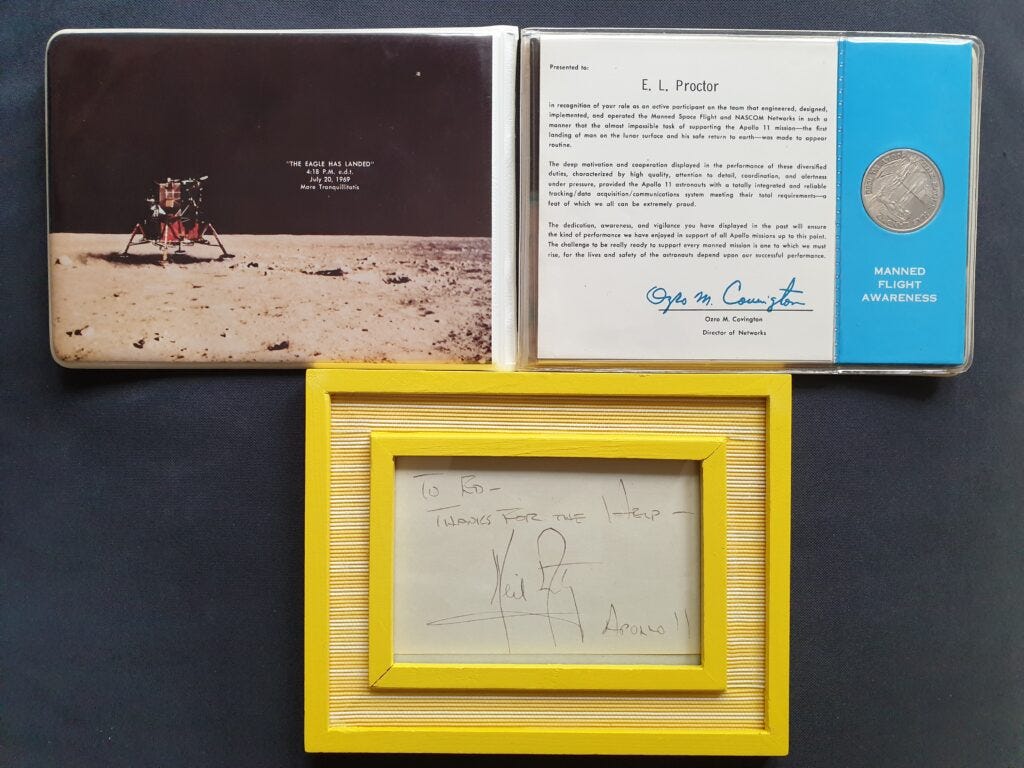 "THE EAGLE HAS LANDED"
4:18 P.M. e.d.t.
July 20, 1969
Mare Tranquillitatis
Presented to:
E. L. Proctor
in recognition of your role as an active participant on the team that engineered, designed,
implemented, and operated the Manned Space Flight and NASCOM Networks in such a
manner that the almost impossible task of supporting the Apollo 11 mission—the first
landing of man on the lunar surface and his safe return to earth—was made to appear
routine.
The deep motivation and cooperation displayed in the performance of these diversified
duties, characterized by high quality, attention to detail, coordination, and alertness
under pressure, provided the Apollo 11 astronauts with a totally integrated and reliable
tracking/data acquisition/communications system meeting their total requirements—a
feat of which we all can be extremely proud.
The dedication, awareness, and vigilance you have displayed in the past will ensure
the kind of performance we have enjoyed in support of all Apollo missions up to this point.
The challenge to be really ready to support every manned mission is one to which we must
rise, for the lives and safety of the astronauts depend upon our successful performance.
Ozro M. Covington
Ozro M. Covington
Director of Networks
MANNED
FLIGHT
AWARENESS
TO ED-
THANKS FOR THE HELP -
Neil
APOLLO 11